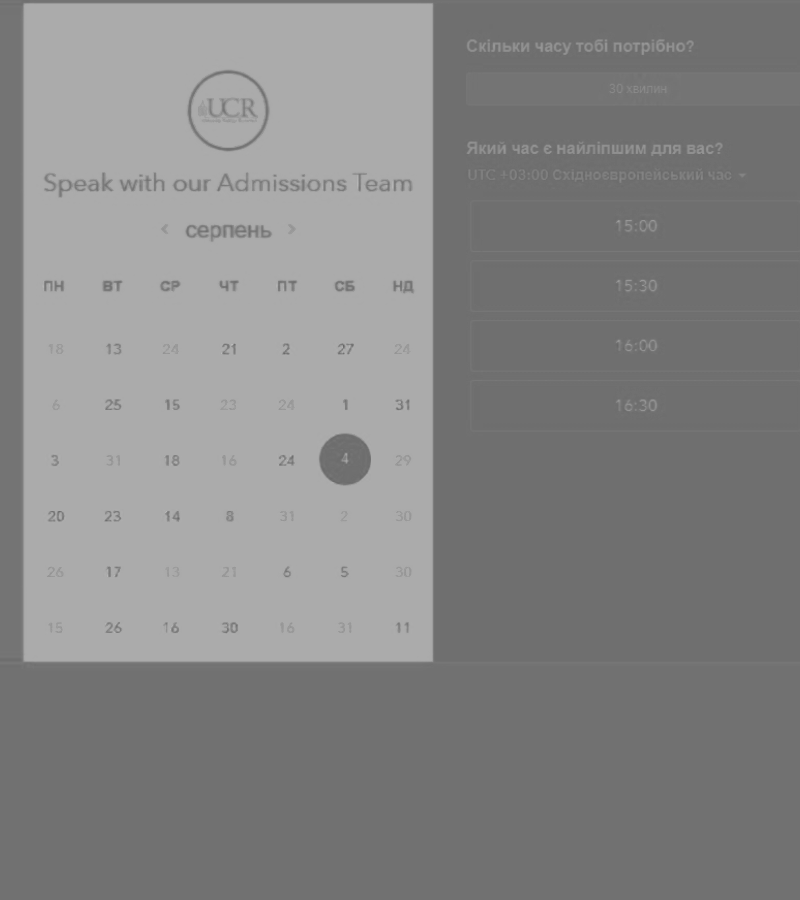 UCR
Speak with our Admissions Team
серпень
ПН ВТ СР ЧТ ПТ СБ НД
18 13 24 21 2 27 24
6 25 15 23 24 1 31
3 31 18 16 24 4 29
20 23 14 8 31 2 30
26 17 13 21 6 5 30
15 26 16 30 16 31 11
Скільки часу тобі потрібно?
30 хвилин
Який час є найліпшим для вас?
UTC +03:00 Східноєвропейський час
15:00
15:30
16:00
16:30